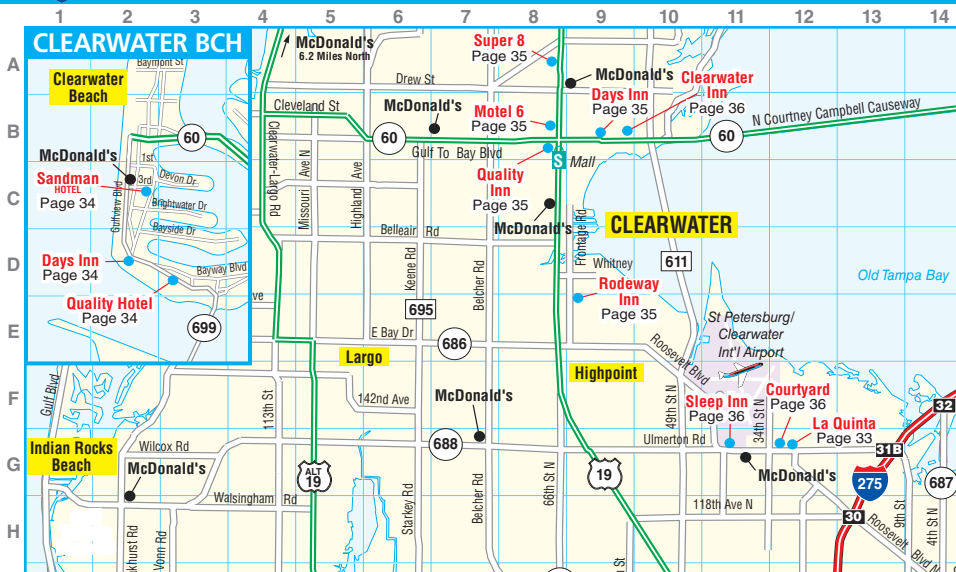 1 2 3 4 5 6 7 8 9 10 11 12 13 14
A
B
C
D
E
F
G
H
CLEARWATER BCH
Baymont St
Clearwater
Beach
60
McDonald's
1st
3rd
Devon Dr
Sandman
HOTEL
Page 34
Gulfview Blvd
Brightwater Dr
Bayside Dr
Days Inn
Page 34
Bayway Blvd
Quality Hotel
Page 34
699
McDonald's
6.2 Miles North
Super 8
Page 35
Drew St
McDonald's
Days Inn
Page 35
Clearwater
Inn
Page 36
Cleveland St
McDonald's
Motel 6
Page 35
N Courtney Campbell Causeway
60
60
Gulf To Bay Blvd
S Mall
Clearwater-Largo Rd
Missouri
Ave N
Highland
Ave
Quality
Inn
Page 35
McDonald's
Frontage Rd
CLEARWATER
Belleair Rd
Keene Rd
Belcher Rd
Whitney
611
Old Tampa Bay
Rodeway
Inn
Page 35
ve
695
E Bay Dr
686
St Petersburg/
Clearwater
Int'l Airport
Roosevelt Blvd
Largo
Highpoint
Gulf Blvd
113th St
142nd Ave
McDonald's
49th St N
Sleep Inn
Page 36
34th St N
Courtyard
Page 36
La Quinta
Page 33
32
Indian Rocks
Beach
Wilcox Rd
688
Ulmerton Rd
31B
McDonald's
ALT
19
19
McDonald's
275
687
Walsingham Rd
Starkey Rd
Belcher Rd
66th St N
118th Ave N
30
Roosevelt Blvd N
9th St
4th St N
khurst Rd
Vonn Rd
o St